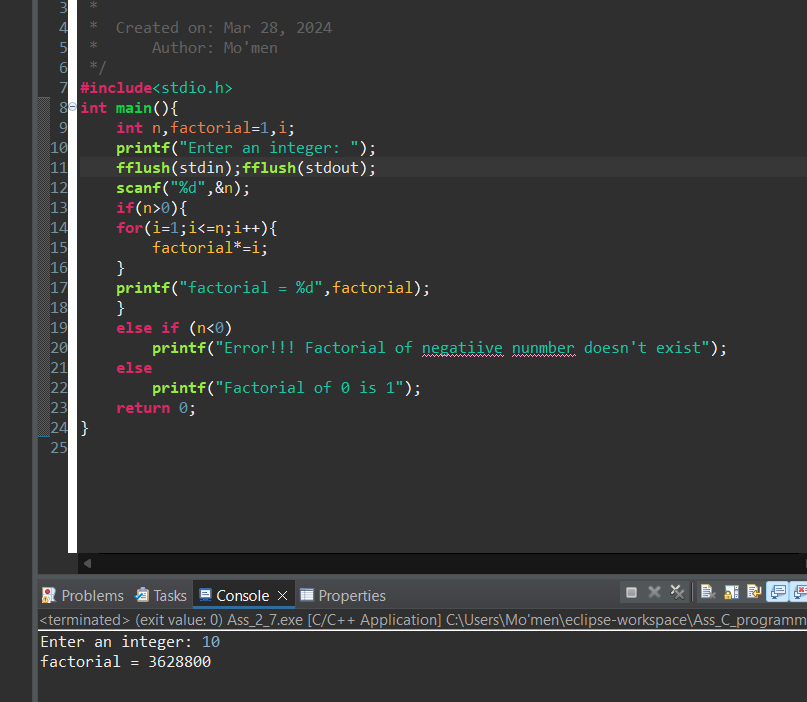 3 *
4 * Created on: Mar 28, 2024
5 * Author: Mo'men
6 */
7 #include<stdio.h>
8 int main(){
9 int n,factorial=1,i;
10 printf("Enter an integer: ");
11 fflush(stdin);fflush(stdout);
12 scanf("%d",&n);
13 if(n>0){
14 for(i=1;i<=n;i++){
15 factorial*=i;
16 }
17 printf("factorial = %d",factorial);
18 }
19 else if (n<0)
20 printf("Error!!! Factorial of negatiive nunmber doesn't exist");
21 else
22 printf("Factorial of 0 is 1");
23 return 0;
24 }
25
Problems Tasks Console Properties
<terminated> (exit value: 0) Ass_2_7.exe [C/C++ Application] C:\Users\Mo'men\eclipse-workspace\Ass_C_programm
Enter an integer: 10
factorial = 3628800